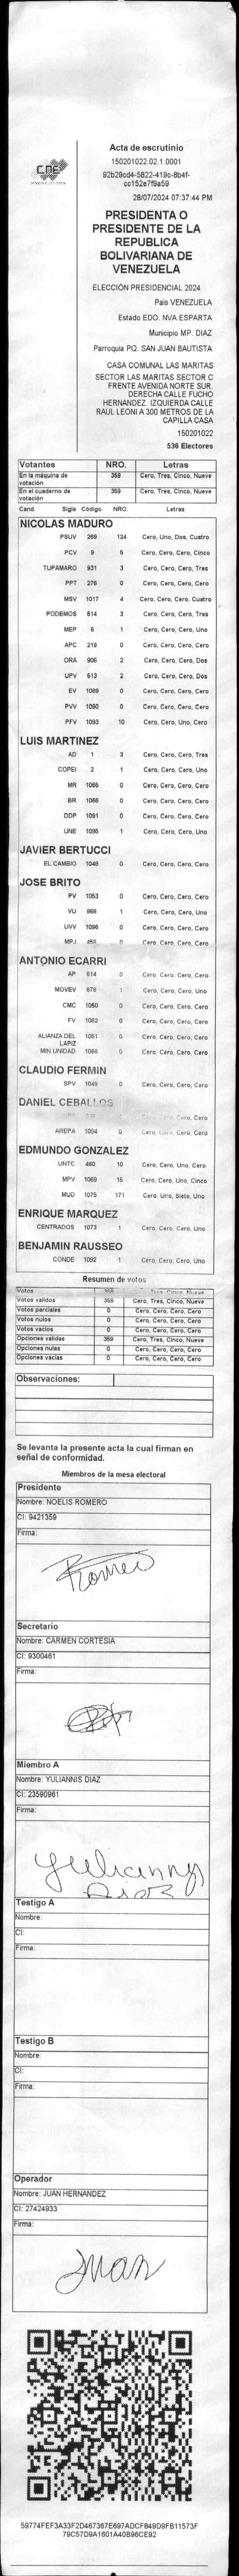 CNE
Acta de escrutinio
150201022.02.1.0001
92b29cd4-5822-419c-8b4f-
cc152e7f9a59
28/07/2024 07:37:44 PM
PRESIDENTA O
PRESIDENTE DE LA
REPUBLICA
BOLIVARIANA DE
VENEZUELA
ELECCIÓN PRESIDENCIAL 2024
Pais VENEZUELA
Estado EDO. NVA.ESPARTA
Municipio MP. DIAZ
Parroquia PQ. SAN JUAN BAUTISTA
CASA COMUNAL LAS MARITAS
SECTOR LAS MARITAS SECTOR C
FRENTE AVENIDA NORTE SUR.
DERECHA CALLE FUCHO
HERNANDEZ. IZQUIERDA CALLE
RAUL LEONI A 300 METROS DE LA
CAPILLA CASA
150201022
536 Electores
Votantes NRO. Letras
En la máquina de votación 359 Cero, Tres, Cinco, Nueve
En el cuaderno de votación 359 Cero, Tres, Cinco, Nueve
Cand. Sigla Código NRO. Letras
NICOLAS MADURO
PSUV 269 124 Cero, Uno, Dos, Cuatro
PCV 9 5 Cero, Cero, Cero, Cinco
TUPAMARO 931 3 Cero, Cero, Cero, Tres
PPT 276 0 Cero, Cero, Cero, Cero
MSV 1017 4 Cero, Cero, Cero, Cuatro
PODEMOS 514 3 Cero, Cero, Cero, Tres
MEP 6 1 Cero, Cero, Cero, Uno
APC 219 0 Cero, Cero, Cero, Cero
ORA 906 2 Cero, Cero, Cero, Dos
UPV 513 2 Cero, Cero, Cero, Dos
EV 1089 0 Cero, Cero, Cero, Cero
PVV 1090 0 Cero, Cero, Cero, Cero
PFV 1093 10 Cero, Cero, Uno, Cero
LUIS MARTINEZ
AD 1 3 Cero, Cero, Cero, Tres
COPEI 2 1 Cero, Cero, Cero, Uno
MR 1065 0 Cero, Cero, Cero, Cero
BR 1066 0 Cero, Cero, Cero, Cero
DDP 1091 0 Cero, Cero, Cero, Cero
UNE 1095 1 Cero, Cero, Cero, Uno
JAVIER BERTUCCI
EL CAMBIO 1046 0 Cero, Cero, Cero, Cero
JOSE BRITO
PV 1053 0 Cero, Cero, Cero, Cero
VU 868 1 Cero, Cero, Cero, Uno
UVV 1096 0 Cero, Cero, Cero, Cero
MPJ 458 0 Cero, Cero, Cero, Cero
ANTONIO ECARRI
AP 814 0 Cero, Cero, Cero, Cero
MOVEV 878 1 Cero, Cero, Cero, Uno
CMC 1050 0 Cero, Cero, Cero, Cero
FV 1082 0 Cero, Cero, Cero, Cero
ALIANZA DEL LAPIZ 1051 0 Cero, Cero, Cero, Cero
MIN UNIDAD 1068 0 Cero, Cero, Cero, Cero
CLAUDIO FERMIN
SPV 1049 0 Cero, Cero, Cero, Cero
DANIEL CEBALLOS
Cero, Cero
AREPA 1094 0 Cero, Cero, Cero, Cero
EDMUNDO GONZALEZ
UNTC 460 10 Cero, Cero, Uno, Cero
MPV 1069 15 Cero, Cero, Uno, Cinco
MUD 1075 171 Cero, Uno, Siete, Uno
ENRIQUE MARQUEZ
CENTRADOS 1073 1 Cero, Cero, Cero, Uno
BENJAMIN RAUSSEO
CONDE 1092 1 Cero, Cero, Cero, Uno
Resumen de votos
Votos 359 Cero, Tres, Cinco, Nueve
Votos validos 359 Cero, Tres, Cinco, Nueve
Votos parciales 0 Cero, Cero, Cero, Cero
Votos nulos 0 Cero, Cero, Cero, Cero
Votos vacios 0 Cero, Cero, Cero, Cero
Opciones validas 359 Cero, Tres, Cinco, Nueve
Opciones nulas 0 Cero, Cero, Cero, Cero
Opciones vacias 0 Cero, Cero, Cero, Cero
Observaciones:
Se levanta la presente acta la cual firman en
señal de conformidad.
Miembros de la mesa electoral
Presidente
Nombre: NOELIS ROMERO
CI: 9421359
Firma:
Romero
Secretario
Nombre: CARMEN CORTESIA
CI: 9300461
Firma:
Miembro A
Nombre: YULIANNIS DIAZ
CI: 23590961
Firma:
Yuliannys
Diaz
Testigo A
Nombre:
CI:
Firma:
Testigo B
Nombre:
CI:
Firma:
Operador
Nombre: JUAN HERNANDEZ
CI: 27424933
Firma:
Juan
59774FEF3A33F2D467367E697ADCFB49D9FB11573F
79C57D9A1601A40B96CE92